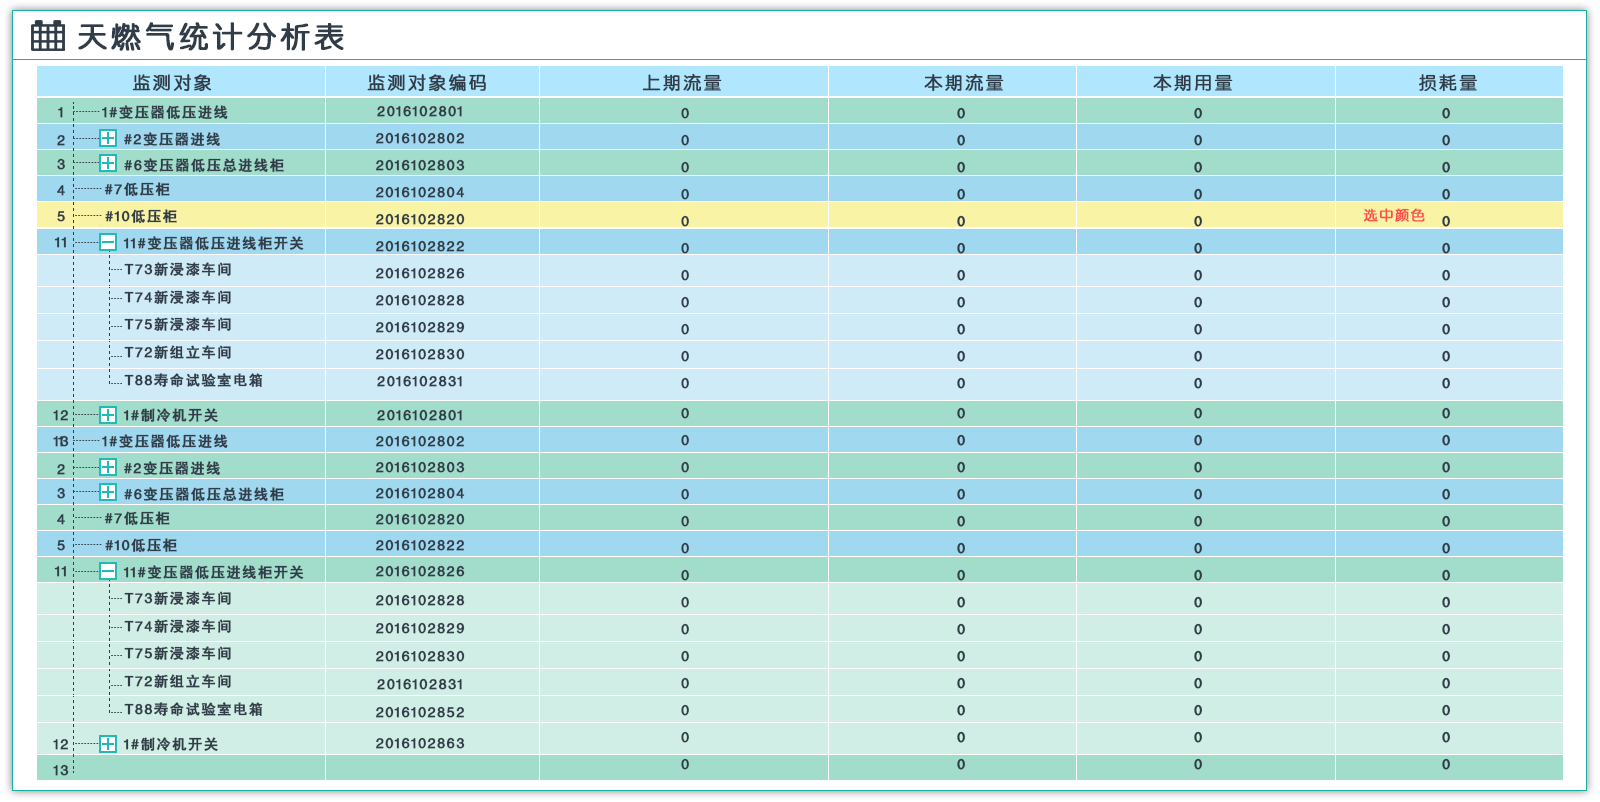 天燃气统计分析表
监测对象 监测对象编码 上期流量 本期流量 本期用量 损耗量
1 1#变压器低压进线 2016102801 0 0 0 0
2 #2变压器进线 2016102802 0 0 0 0
3 #6变压器低压总进线柜 2016102803 0 0 0 0
4 #7低压柜 2016102804 0 0 0 0
5 #10低压柜 2016102820 0 0 0 选中颜色 0
11 11#变压器低压进线柜开关 2016102822 0 0 0 0
T73新浸漆车间 2016102826 0 0 0 0
T74新浸漆车间 2016102828 0 0 0 0
T75新浸漆车间 2016102829 0 0 0 0
T72新组立车间 2016102830 0 0 0 0
T88寿命试验室电箱 2016102831 0 0 0 0
12 1#制冷机开关 2016102801 0 0 0 0
13 1#变压器低压进线 2016102802 0 0 0 0
2 #2变压器进线 2016102803 0 0 0 0
3 #6变压器低压总进线柜 2016102804 0 0 0 0
4 #7低压柜 2016102820 0 0 0 0
5 #10低压柜 2016102822 0 0 0 0
11 11#变压器低压进线柜开关 2016102826 0 0 0 0
T73新浸漆车间 2016102828 0 0 0 0
T74新浸漆车间 2016102829 0 0 0 0
T75新浸漆车间 2016102830 0 0 0 0
T72新组立车间 2016102831 0 0 0 0
T88寿命试验室电箱 2016102852 0 0 0 0
12 1#制冷机开关 2016102863 0 0 0 0
13 0 0 0 0